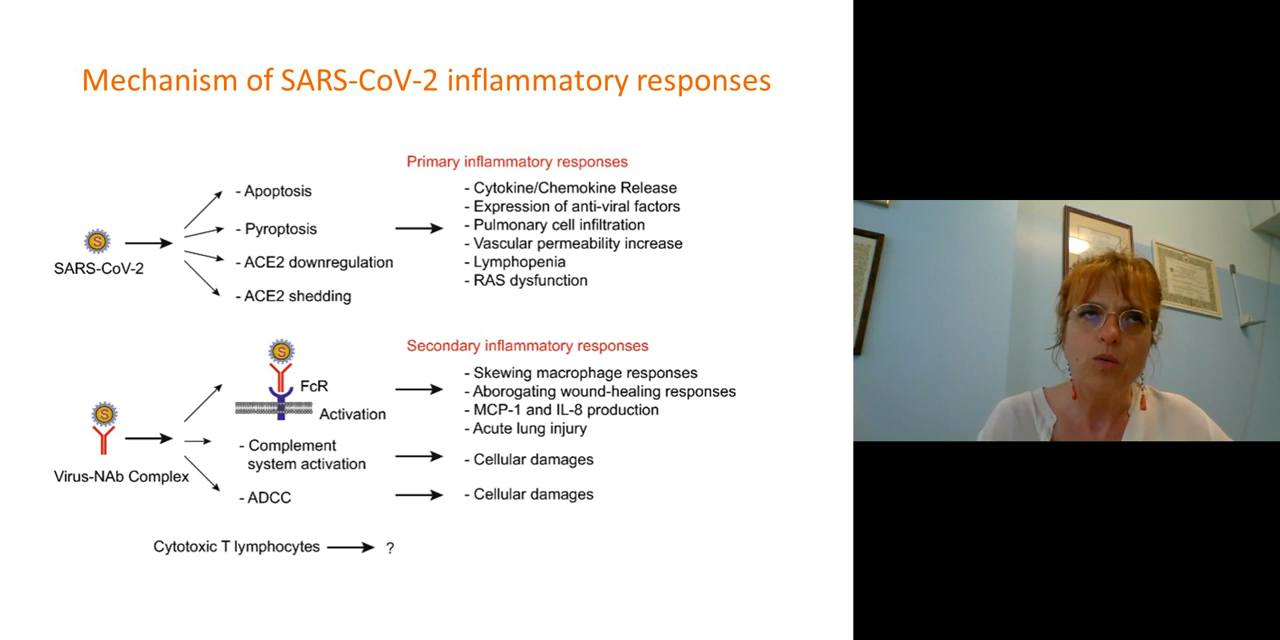 Mechanism of SARS-CoV-2 inflammatory responses
Primary inflammatory responses
- Apoptosis
- Pyroptosis
- ACE2 downregulation
- ACE2 shedding
S
SARS-CoV-2
- Cytokine/Chemokine Release
- Expression of anti-viral factors
- Pulmonary cell infiltration
- Vascular permeability increase
- Lymphopenia
- RAS dysfunction
Secondary inflammatory responses
S
FcR
Activation
- Skewing macrophage responses
- Aborogating wound-healing responses
- MCP-1 and IL-8 production
- Acute lung injury
S
Virus-NAb Complex
- Complement
system activation
- Cellular damages
- ADCC
- Cellular damages
Cytotoxic T lymphocytes
?